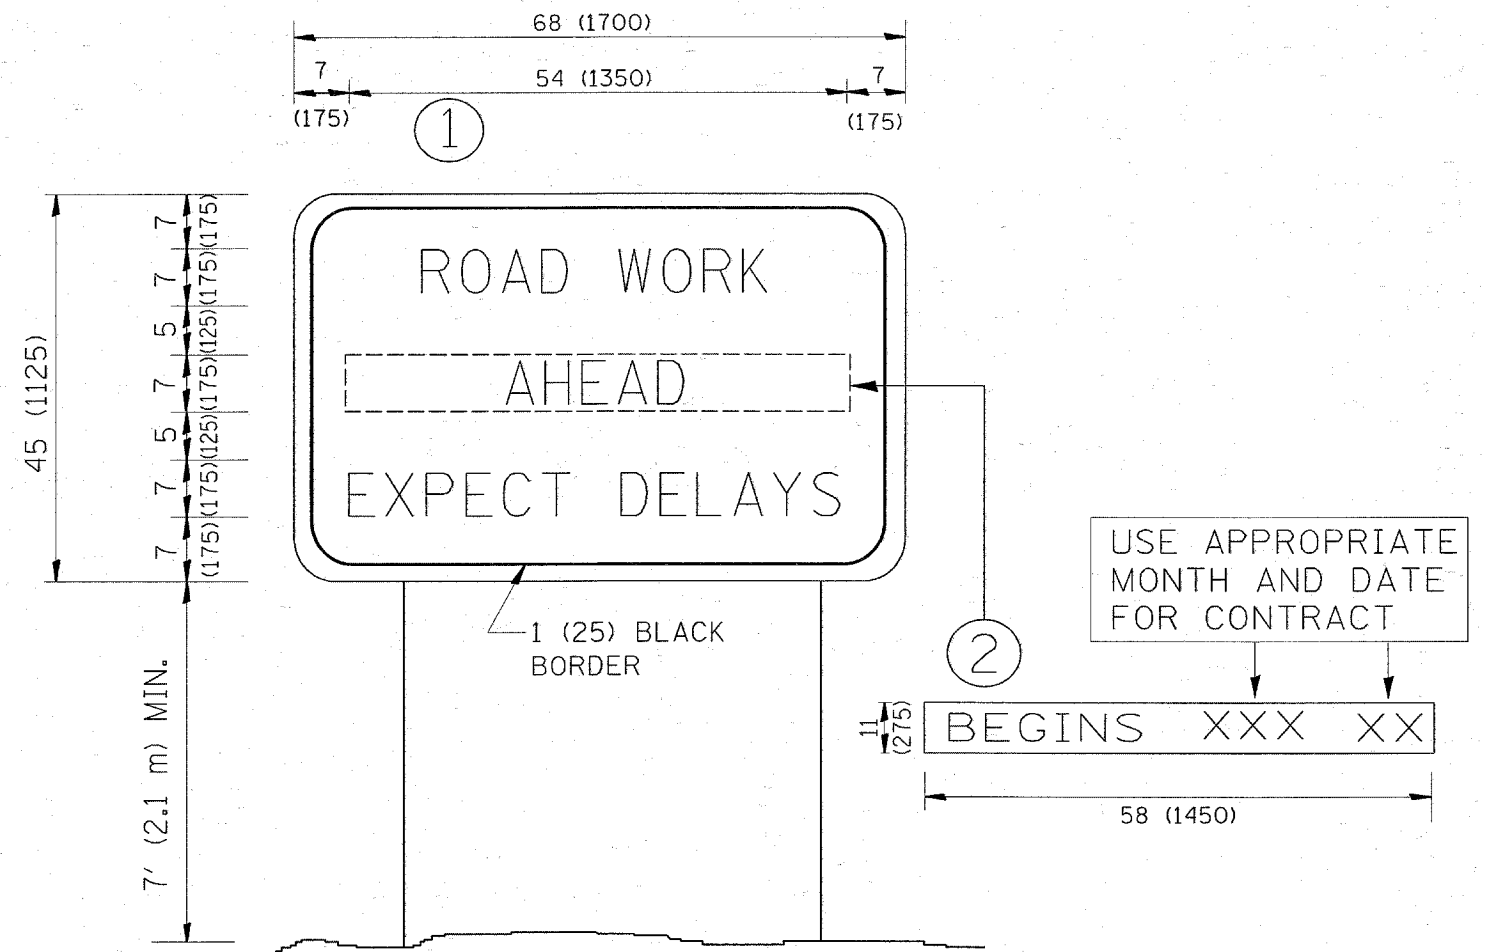 68 (1700)
7 54 (1350) 7
(175) (175)
1
45 (1125)
7 (175)
7 (175)
5 (125)
7 (175)
5 (125)
7 (175)
7 (175)
ROAD WORK
AHEAD
EXPECT DELAYS
1 (25) BLACK
BORDER
7' (2.1 m) MIN.
2
USE APPROPRIATE
MONTH AND DATE
FOR CONTRACT
11
(275)
BEGINS XXX XX
58 (1450)